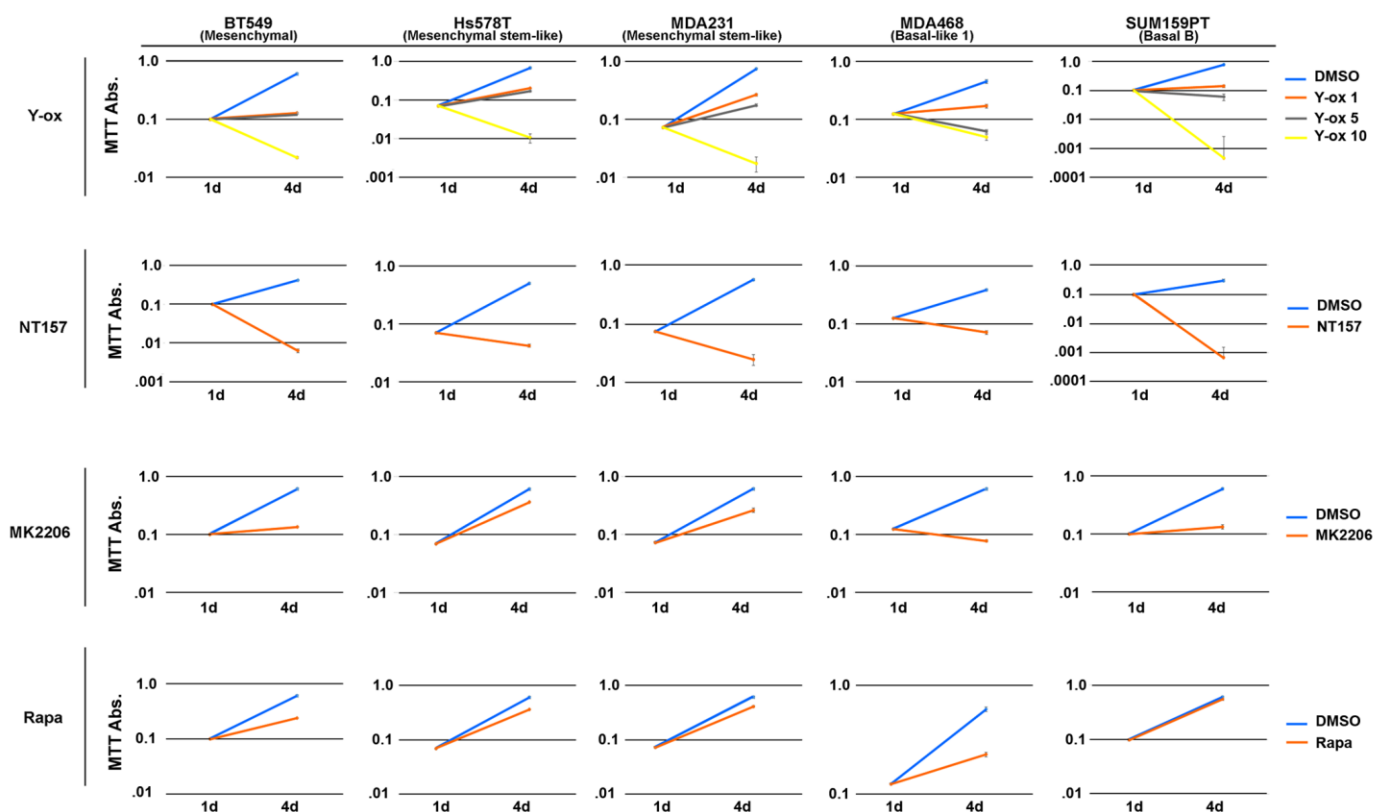 BT549
(Mesenchymal)
Hs578T
(Mesenchymal stem-like)
MDA231
(Mesenchymal stem-like)
MDA468
(Basal-like 1)
SUM159PT
(Basal B)
Y-ox
MTT Abs.
1.0
0.1
.01
1d 4d
1.0
0.1
.01
.001
1d 4d
1.0
0.1
.01
1d 4d
1.0
0.1
.01
1d 4d
1.0
0.1
.01
.001
.0001
1d 4d
DMSO
Y-ox 1
Y-ox 5
Y-ox 10
NT157
MTT Abs.
1.0
0.1
.01
.001
1d 4d
1.0
0.1
.01
1d 4d
1.0
0.1
.01
1d 4d
1.0
0.1
.01
1d 4d
1.0
0.1
.01
.001
.0001
1d 4d
DMSO
NT157
MK2206
MTT Abs.
1.0
0.1
.01
1d 4d
1.0
0.1
.01
1d 4d
1.0
0.1
.01
1d 4d
1.0
0.1
.01
1d 4d
1.0
0.1
.01
1d 4d
DMSO
MK2206
Rapa
MTT Abs.
1.0
0.1
.01
1d 4d
1.0
0.1
.01
1d 4d
1.0
0.1
.01
1d 4d
1.0
0.1
1d 4d
1.0
0.1
.01
1d 4d
DMSO
Rapa